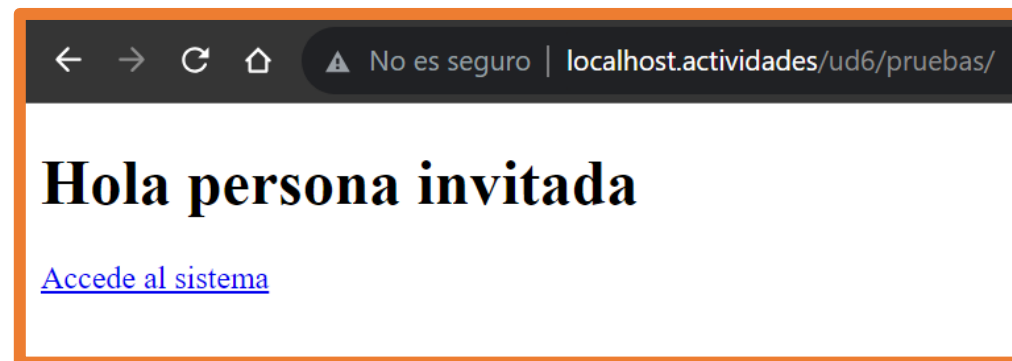 No es seguro | localhost.actividades/ud6/pruebas/
Hola persona invitada
Accede al sistema